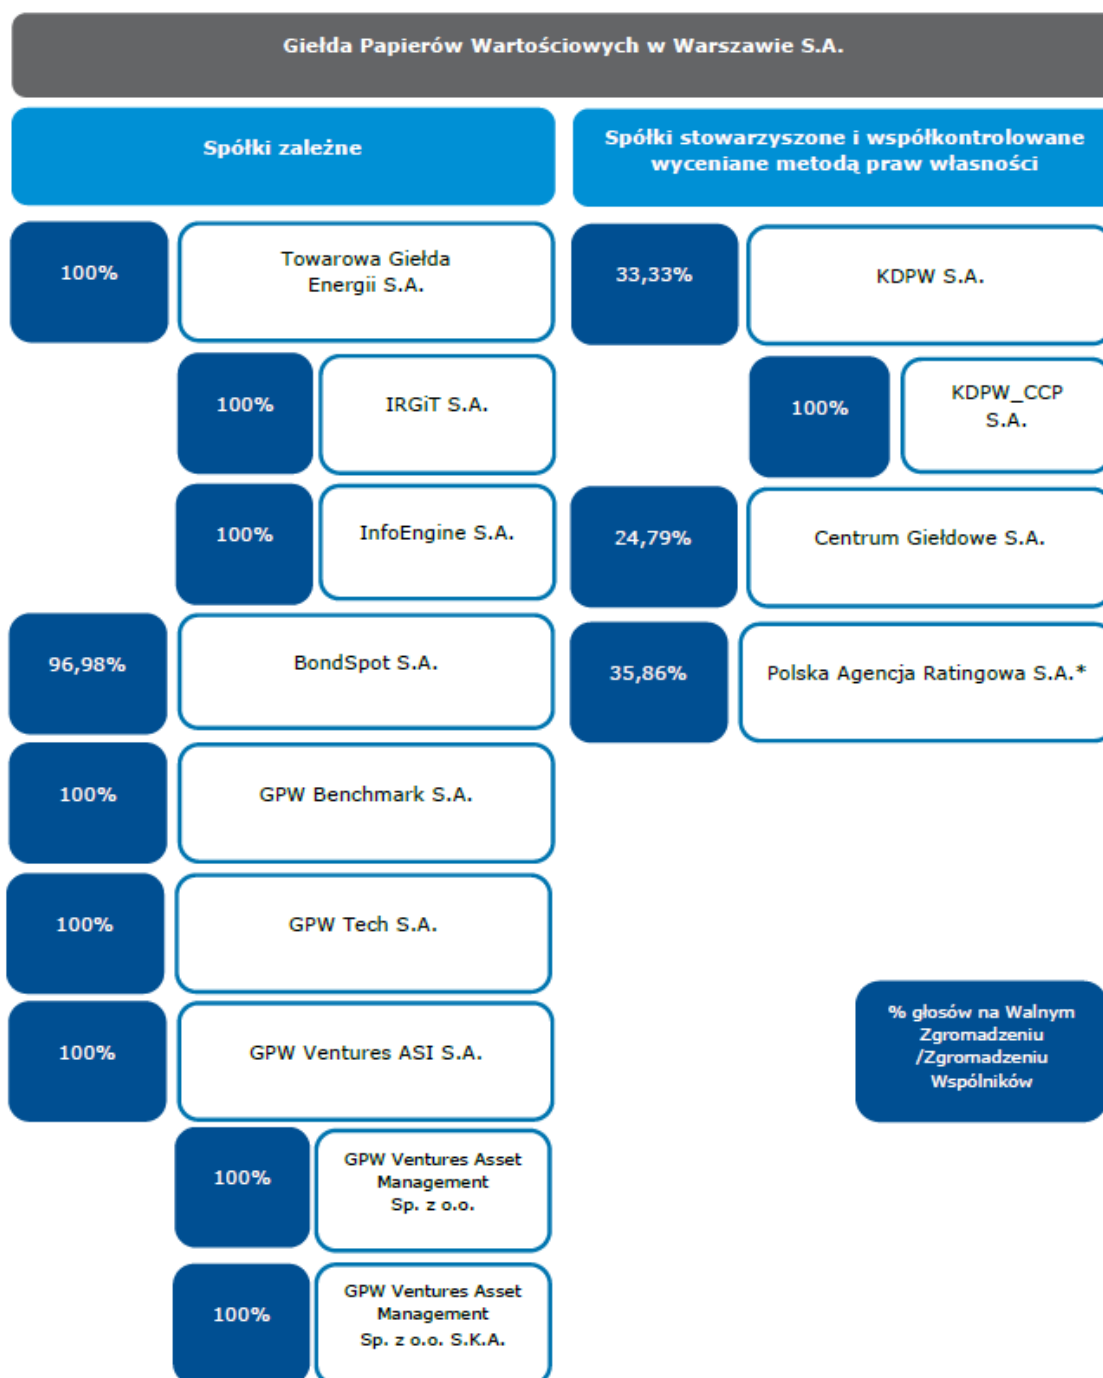 Giełda Papierów Wartościowych w Warszawie S.A.
Spółki zależne
100%
Towarowa Giełda
Energii S.A.
100%
IRGiT S.A.
100%
InfoEngine S.A.
96,98%
BondSpot S.A.
100%
GPW Benchmark S.A.
100%
GPW Tech S.A.
100%
GPW Ventures ASI S.A.
100%
GPW Ventures Asset
Management
Sp. z o.o.
100%
GPW Ventures Asset
Management
Sp. z o.o. S.K.A.
Spółki stowarzyszone i współkontrolowane
wyceniane metodą praw własności
33,33%
KDPW S.A.
100%
KDPW_CCP
S.A.
24,79%
Centrum Giełdowe S.A.
35,86%
Polska Agencja Ratingowa S.A.*
% głosów na Walnym
Zgromadzeniu
/Zgromadzeniu
Wspólników